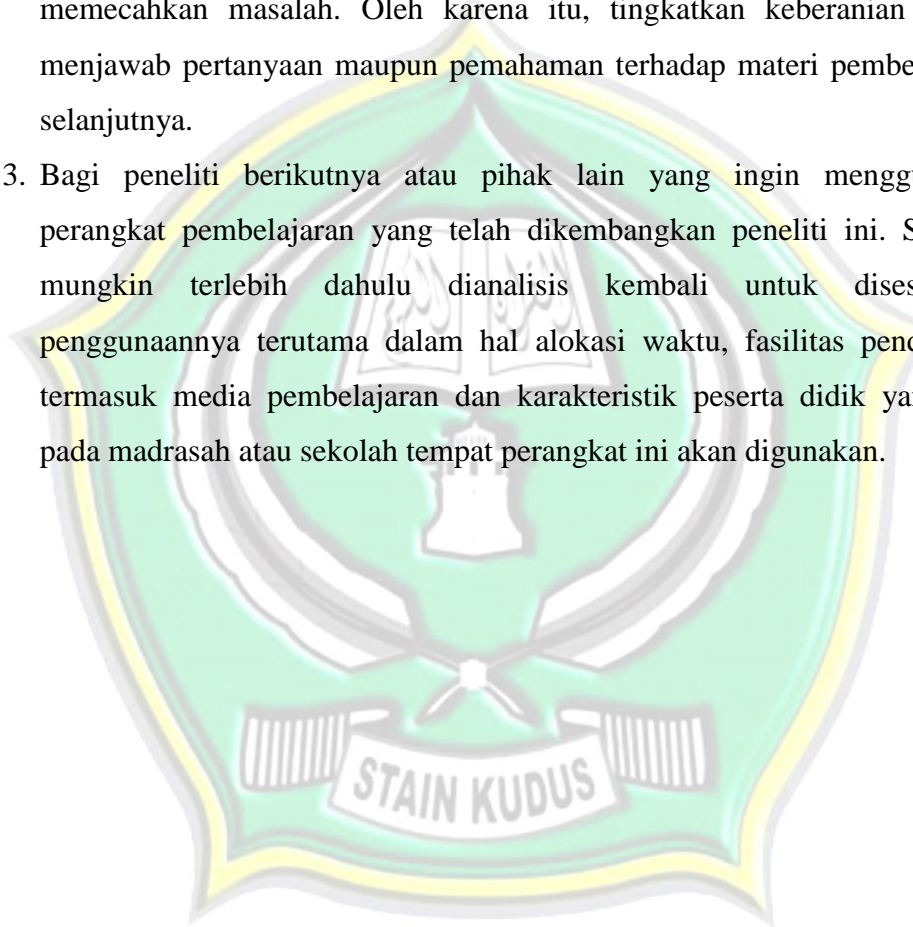 memecahkan masalah. Oleh karena itu, tingkatkan keberanian
menjawab pertanyaan maupun pemahaman terhadap materi pembe
selanjutnya.
3. Bagi peneliti berikutnya atau pihak lain yang ingin menggu
perangkat pembelajaran yang telah dikembangkan peneliti ini. S
mungkin terlebih dahulu dianalisis kembali untuk dises
penggunaannya terutama dalam hal alokasi waktu, fasilitas pend
termasuk media pembelajaran dan karakteristik peserta didik ya
pada madrasah atau sekolah tempat perangkat ini akan digunakan.
STAIN KUDUS